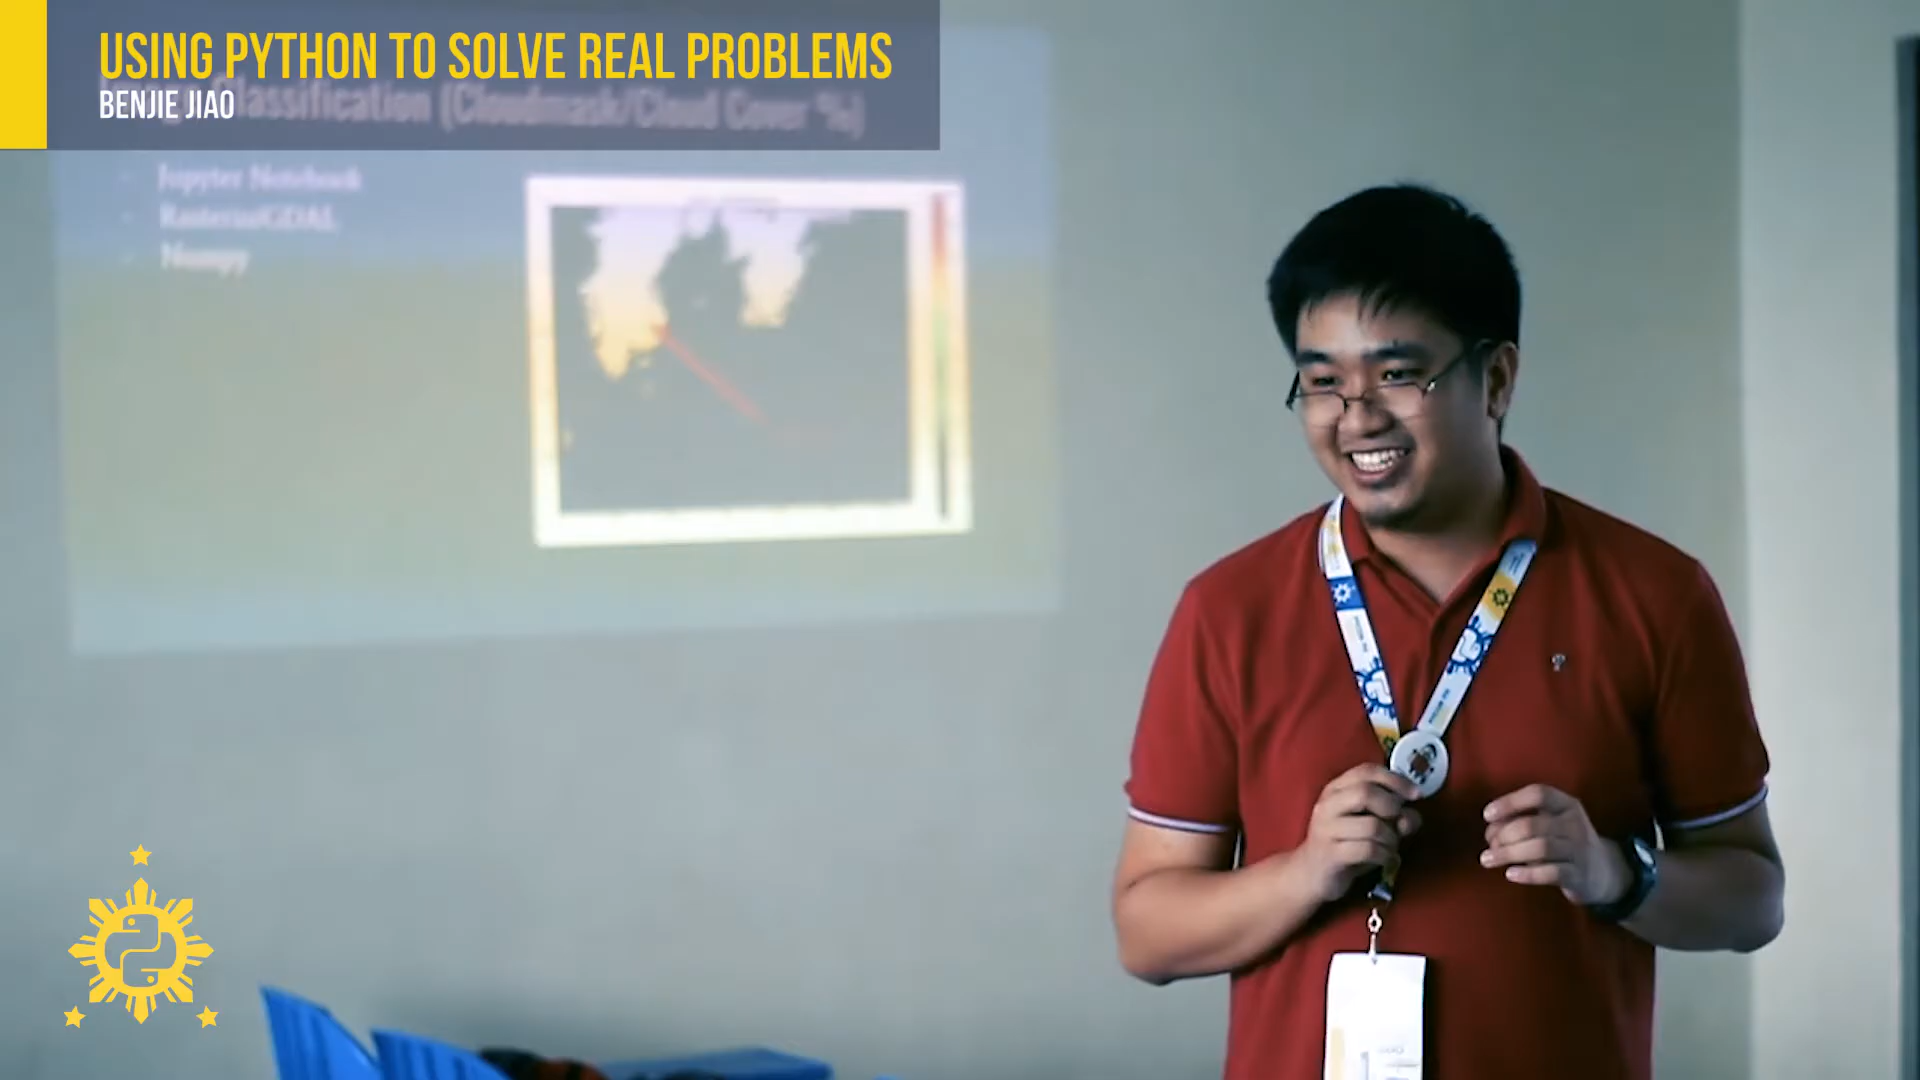 USING PYTHON TO SOLVE REAL PROBLEMS
BENJIE JIAO
Classification (Cloudmask/Cloud Cover %)
- Jupyter Notebook
- Rasterio/GDAL
- Numpy